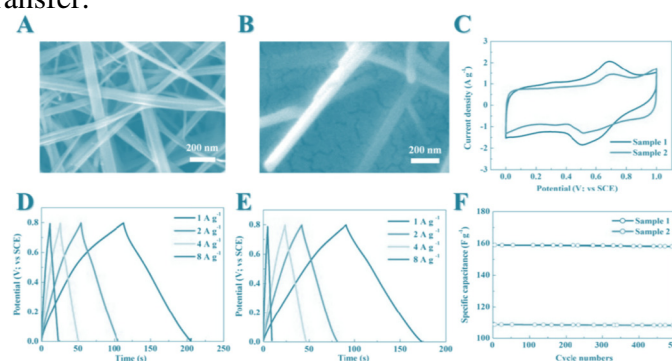 ransfer.
A
B
C
200 nm
200 nm
Current density (A g⁻¹)
3
2
1
0
-1
-2
-3
Sample 1
Sample 2
0.0 0.2 0.4 0.6 0.8 1.0
Potential (V; vs SCE)
D
E
F
Potential (V; vs SCE)
0.8
0.6
0.4
0.2
0.0
1 A g⁻¹
2 A g⁻¹
4 A g⁻¹
8 A g⁻¹
0 50 100 150 200 250
Time (s)
Potential (V; vs SCE)
0.8
0.6
0.4
0.2
0.0
1 A g⁻¹
2 A g⁻¹
4 A g⁻¹
8 A g⁻¹
0 50 100 150 200
Time (s)
Specific capacitance (F g⁻¹)
180
160
140
120
100
Sample 1
Sample 2
0 100 200 300 400
Cycle numbers